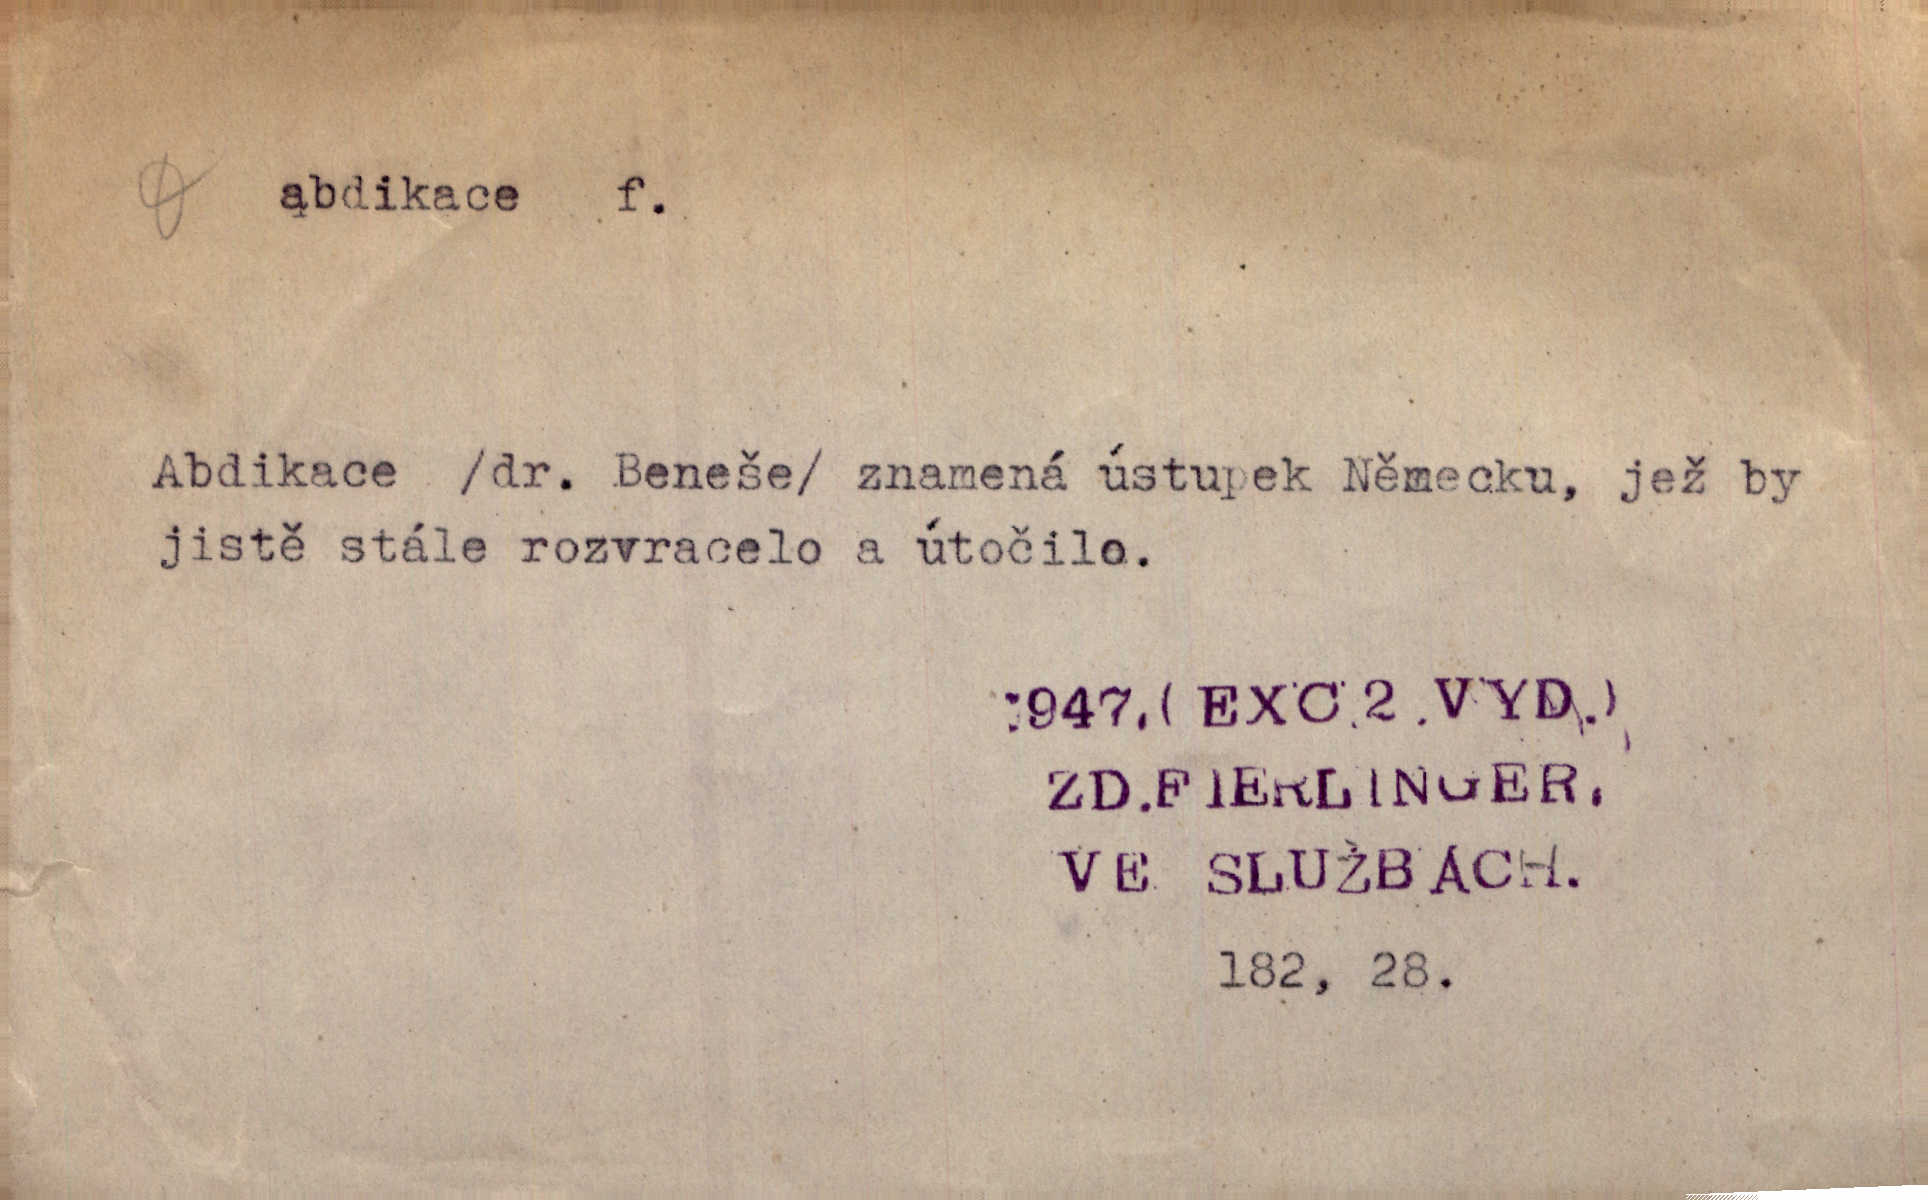 abdikace f.
Abdikace /dr. Beneše/ znamená ústupek Německu, jež by
jistě stále rozvracelo a útočilo.
1947.(EXC.2.VYD.)
ZD.FIERLINGER.
VE SLUŽBÁCH.
182, 28.